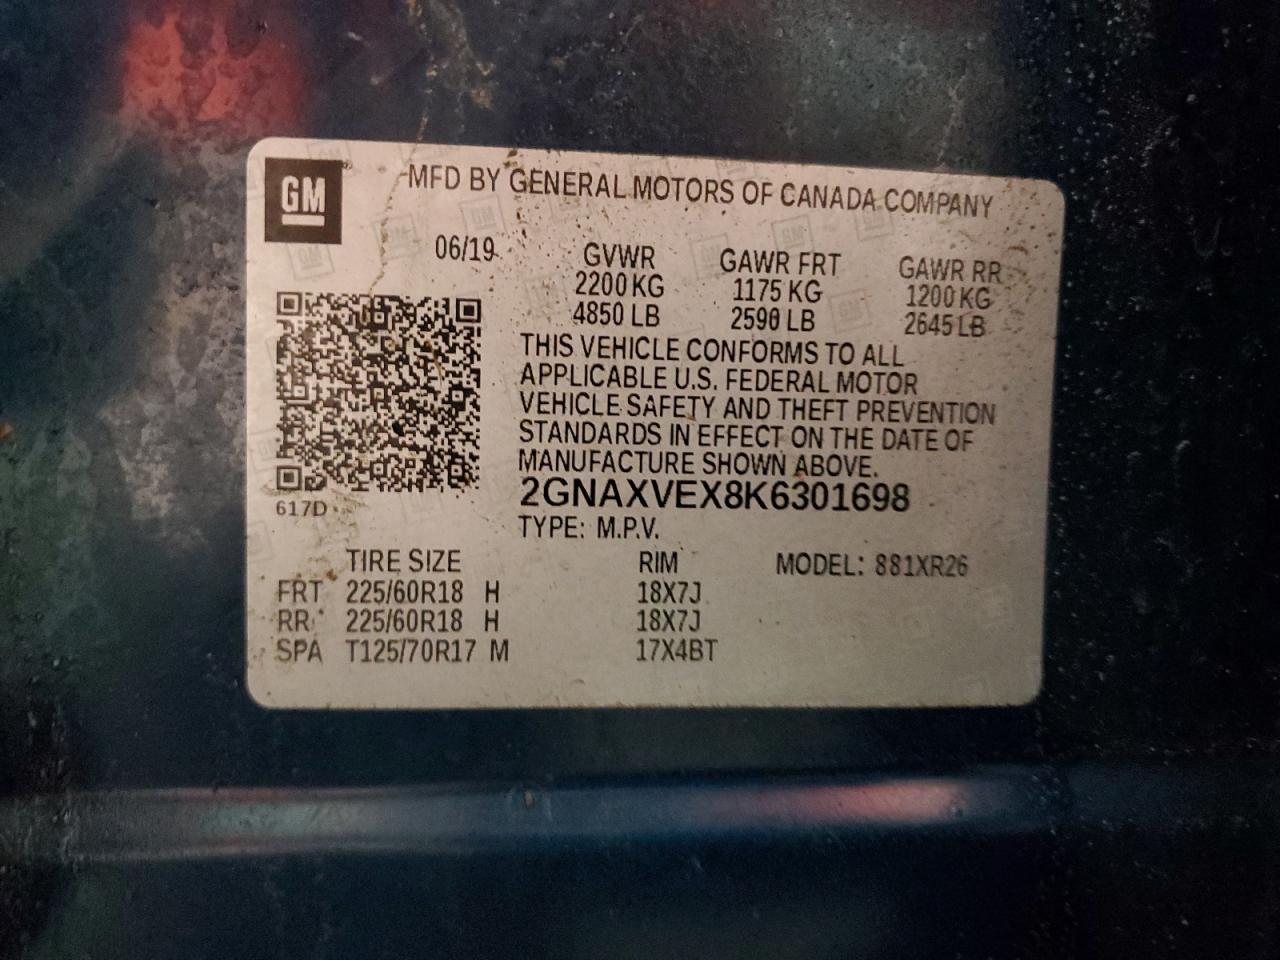 GM
MFD BY GENERAL MOTORS OF CANADA COMPANY
06/19 GVWR GAWR FRT GAWR RR
2200 KG 1175 KG 1200 KG
4850 LB 2590 LB 2645 LB
THIS VEHICLE CONFORMS TO ALL
APPLICABLE U.S. FEDERAL MOTOR
VEHICLE SAFETY AND THEFT PREVENTION
STANDARDS IN EFFECT ON THE DATE OF
MANUFACTURE SHOWN ABOVE.
2GNAXVEX8K6301698
617D
TYPE: M.P.V.
TIRE SIZE RIM MODEL: 881XR26
FRT 225/60R18 H 18X7J
RR 225/60R18 H 18X7J
SPA T125/70R17 M 17X4BT